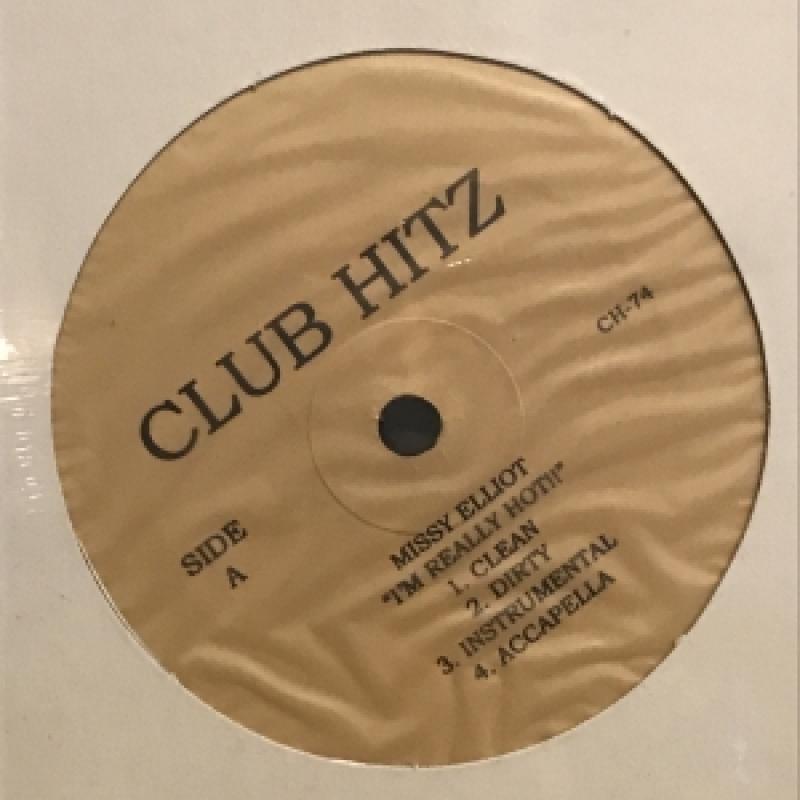 CLUB HITZ
CH-74
SIDE
A
MISSY ELLIOT
"I'M REALLY HOT!!"
1. CLEAN
2. DIRTY
3. INSTRUMENTAL
4. ACCAPELLA